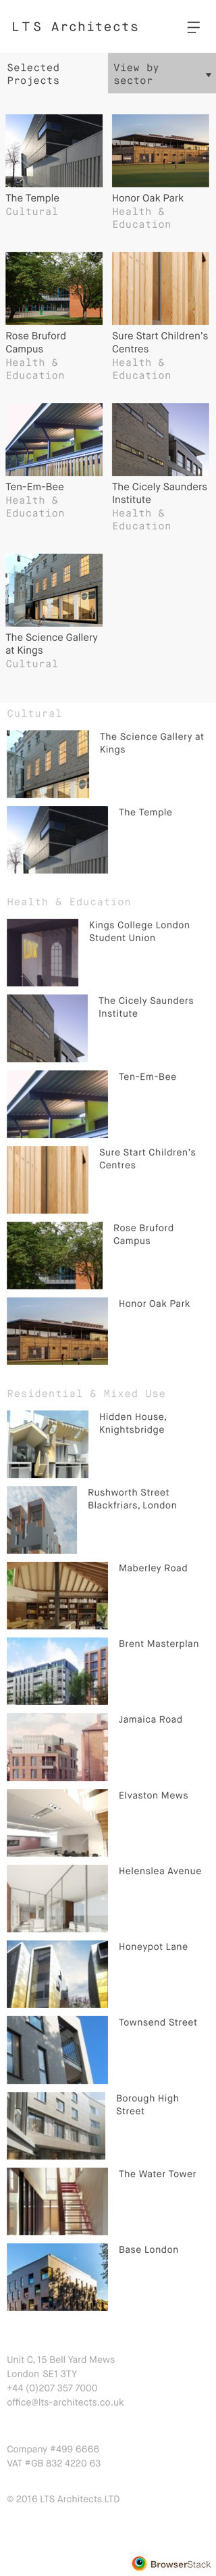 LTS Architects
Selected
Projects
View by
sector
The Temple
Cultural
Honor Oak Park
Health &
Education
Rose Bruford
Campus
Health &
Education
Sure Start Children's
Centres
Health &
Education
Ten-Em-Bee
Health &
Education
The Cicely Saunders
Institute
Health &
Education
The Science Gallery
at Kings
Cultural
Cultural
The Science Gallery at
Kings
The Temple
Health & Education
Kings College London
Student Union
The Cicely Saunders
Institute
Ten-Em-Bee
Sure Start Children's
Centres
Rose Bruford
Campus
Honor Oak Park
Residential & Mixed Use
Hidden House,
Knightsbridge
Rushworth Street
Blackfriars, London
Maberley Road
Brent Masterplan
Jamaica Road
Elvaston Mews
Helenslea Avenue
Honeypot Lane
Townsend Street
Borough High
Street
The Water Tower
Base London
Unit C, 15 Bell Yard Mews
London SE1 3TY
+44 (0)207 357 7000
office@lts-architects.co.uk
Company #499 6666
VAT #GB 832 4220 63
© 2016 LTS Architects LTD
BrowserStack